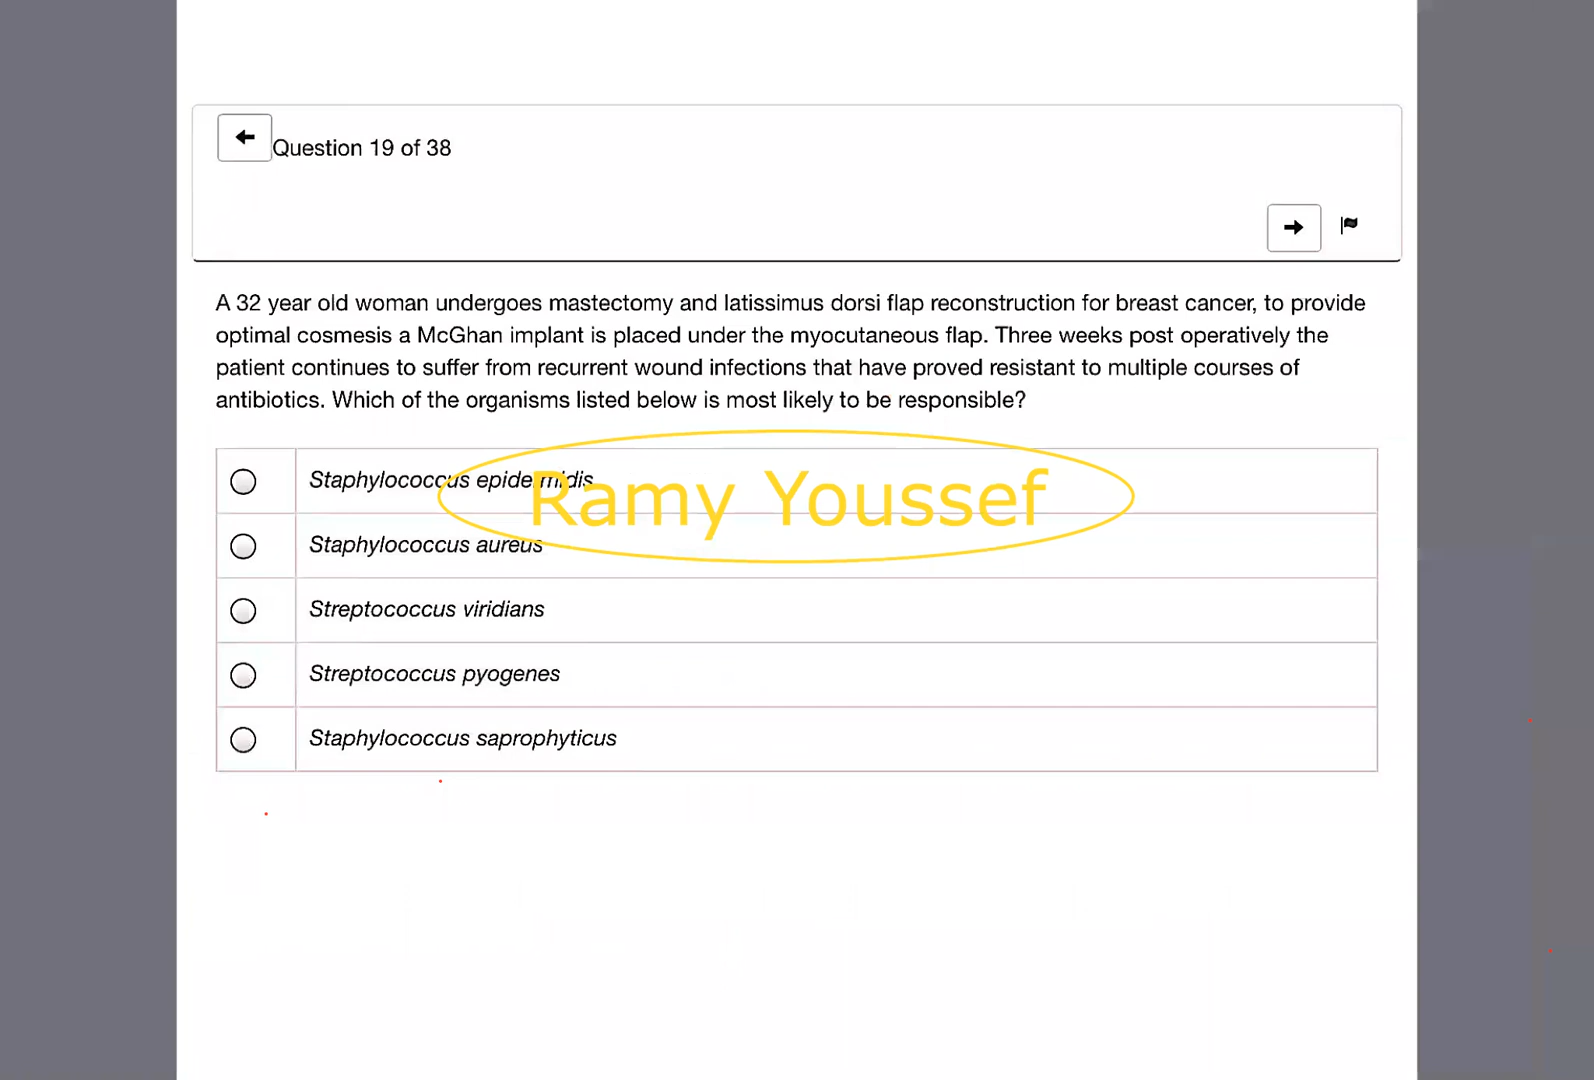 Question 19 of 38
A 32 year old woman undergoes mastectomy and latissimus dorsi flap reconstruction for breast cancer, to provide
optimal cosmesis a McGhan implant is placed under the myocutaneous flap. Three weeks post operatively the
patient continues to suffer from recurrent wound infections that have proved resistant to multiple courses of
antibiotics. Which of the organisms listed below is most likely to be responsible?
Staphylococcus epidermidis
Ramy Youssef
Staphylococcus aureus
Streptococcus viridians
Streptococcus pyogenes
Staphylococcus saprophyticus